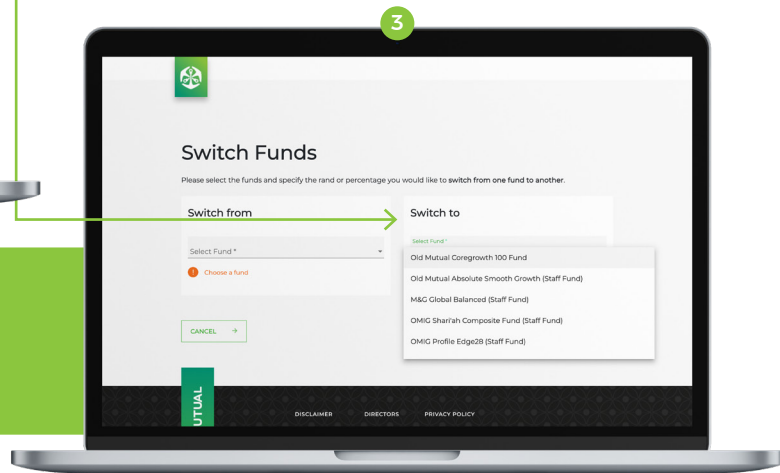 3
Switch Funds
Please select the funds and specify the rand or percentage you would like to switch from one fund to another.
Switch from
Select Fund *
! Choose a fund
CANCEL →
Switch to
Select Fund *
Old Mutual Coregrowth 100 Fund
Old Mutual Absolute Smooth Growth (Staff Fund)
M&G Global Balanced (Staff Fund)
OMIG Shari'ah Composite Fund (Staff Fund)
OMIG Profile Edge28 (Staff Fund)
UTUAL
DISCLAIMER DIRECTORS PRIVACY POLICY